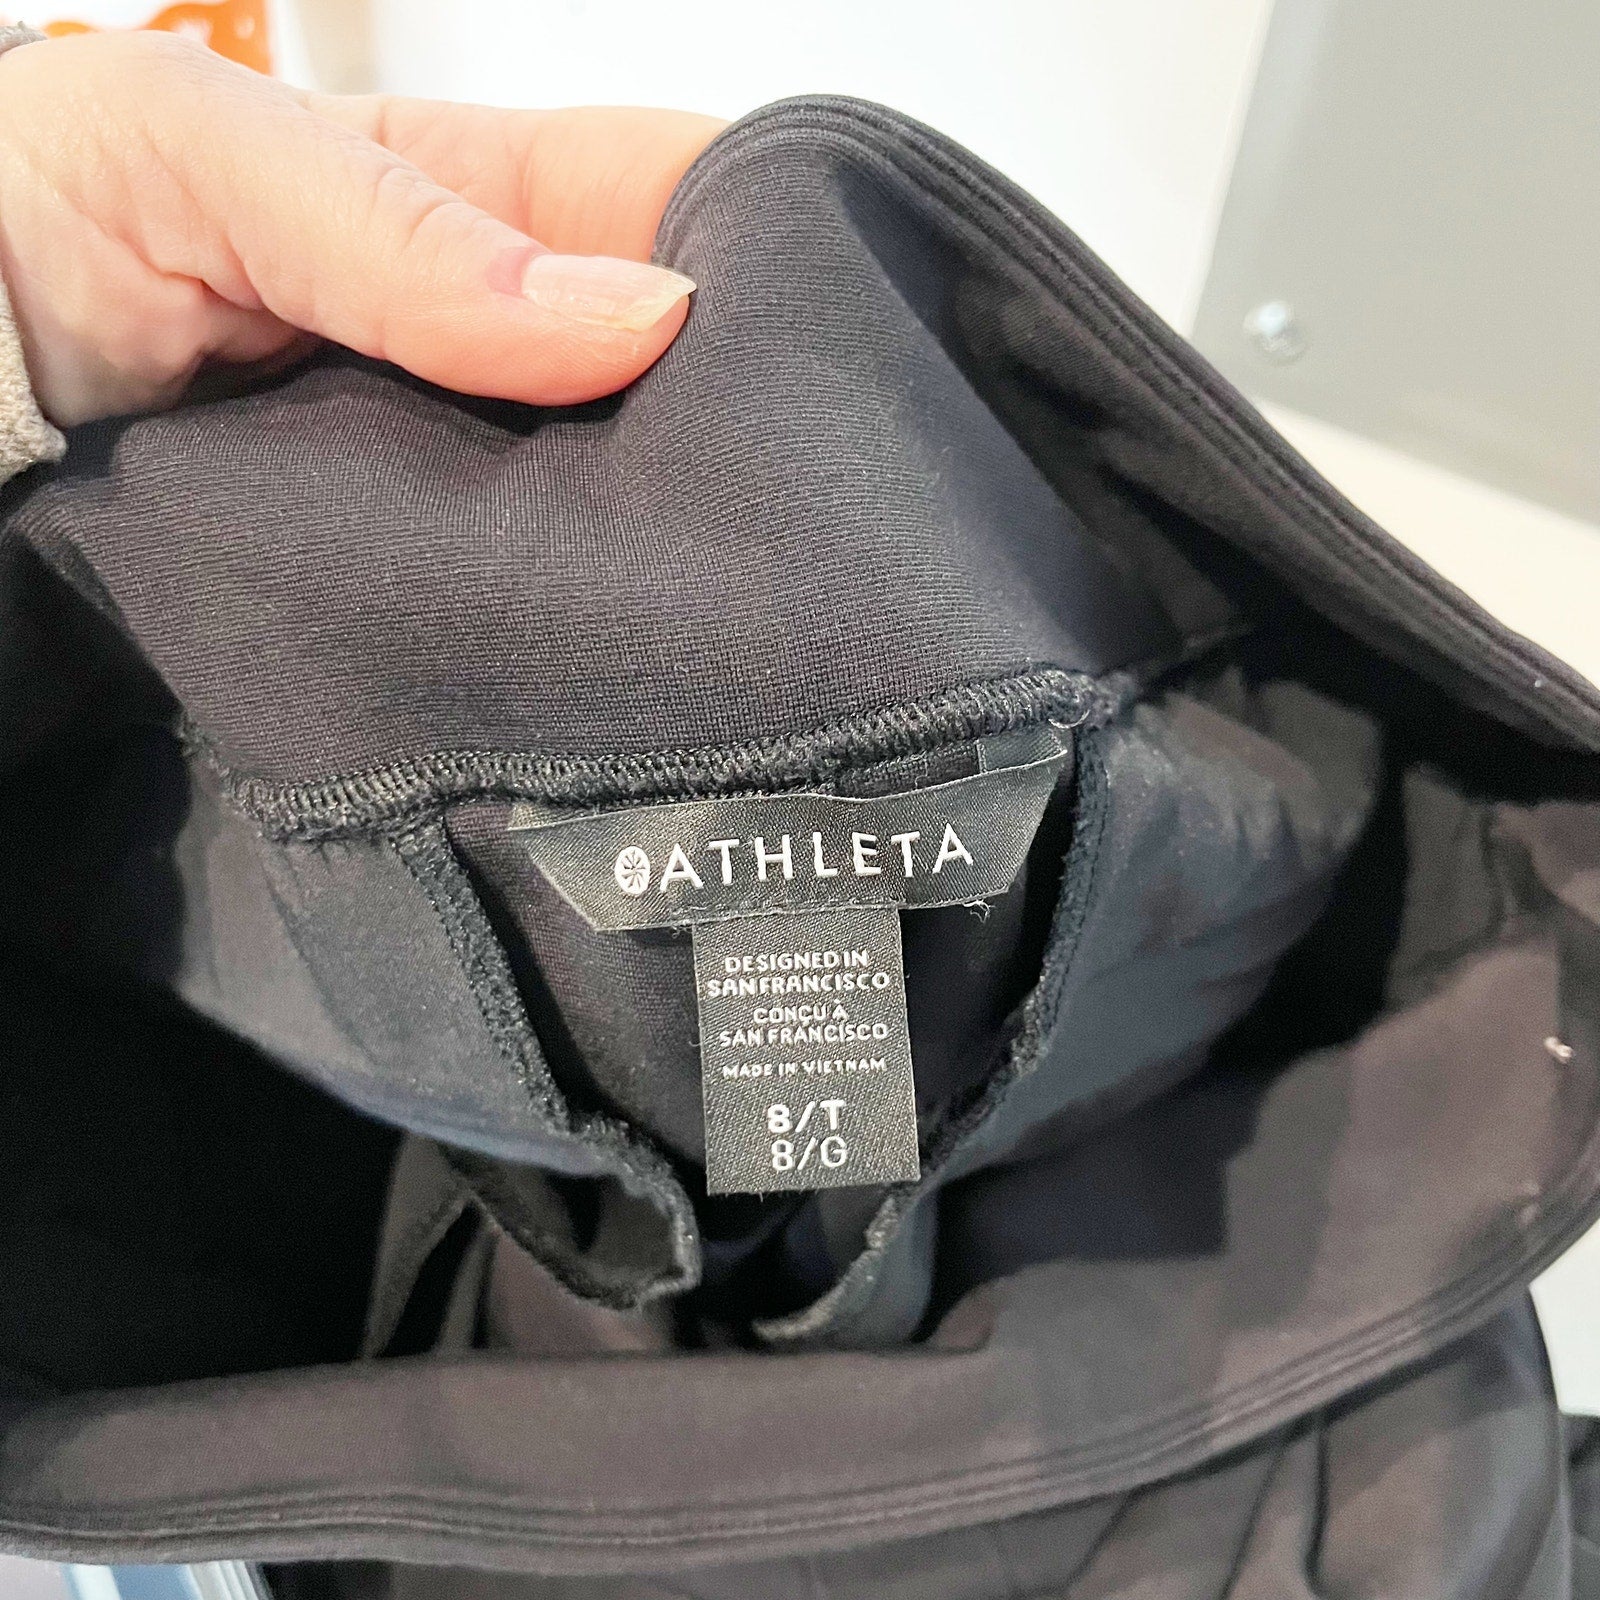 ATHLETA
DESIGNED IN
SAN FRANCISCO
CONÇU À
SAN FRANCISCO
MADE IN VIETNAM
8/T
8/G